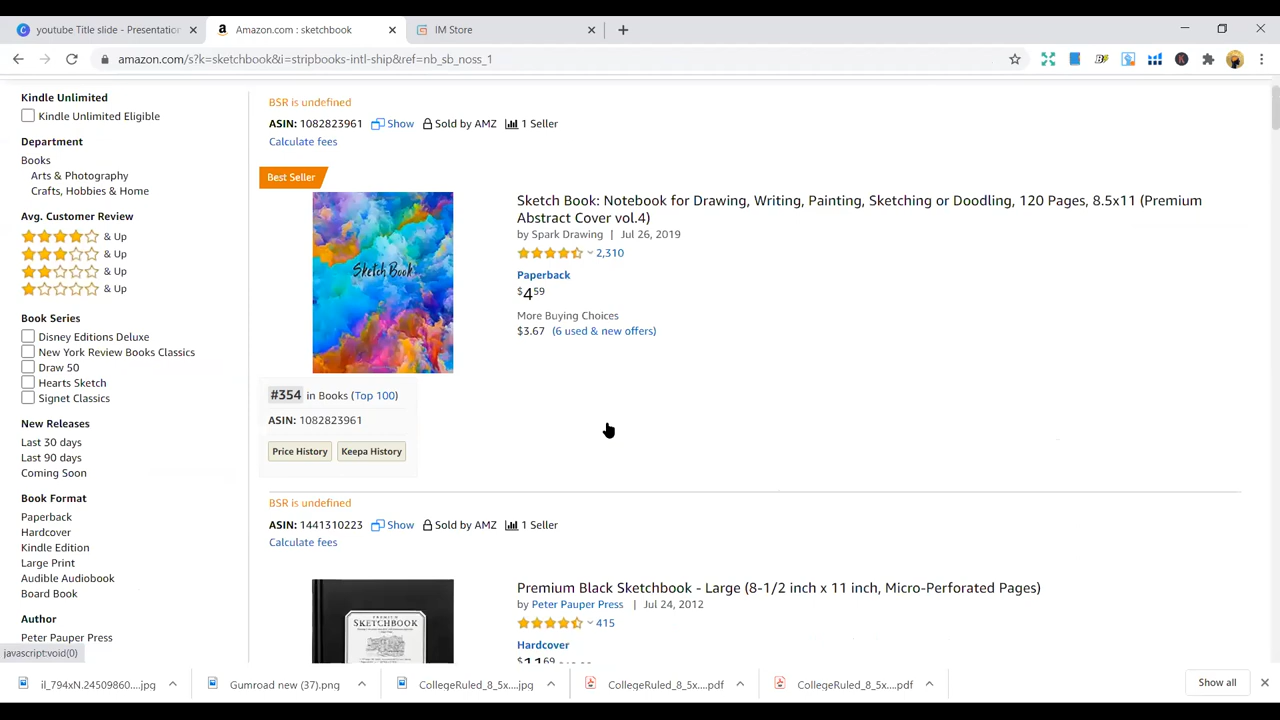 youtube Title slide - Presentation
Amazon.com : sketchbook
IM Store
amazon.com/s?k=sketchbook&i=stripbooks-intl-ship&ref=nb_sb_noss_1
Kindle Unlimited
Kindle Unlimited Eligible
Department
Books
Arts & Photography
Crafts, Hobbies & Home
Avg. Customer Review
& Up
& Up
& Up
& Up
Book Series
Disney Editions Deluxe
New York Review Books Classics
Draw 50
Hearts Sketch
Signet Classics
New Releases
Last 30 days
Last 90 days
Coming Soon
Book Format
Paperback
Hardcover
Kindle Edition
Large Print
Audible Audiobook
Board Book
Author
Peter Pauper Press
javascript:void(0)
BSR is undefined
ASIN: 1082823961 Show Sold by AMZ 1 Seller
Calculate fees
Best Seller
Sketch Book
Sketch Book: Notebook for Drawing, Writing, Painting, Sketching or Doodling, 120 Pages, 8.5x11 (Premium
Abstract Cover vol.4)
by Spark Drawing | Jul 26, 2019
2,310
Paperback
$4.59
More Buying Choices
$3.67 (6 used & new offers)
#354 in Books (Top 100)
ASIN: 1082823961
Price History Keepa History
BSR is undefined
ASIN: 1441310223 Show Sold by AMZ 1 Seller
Calculate fees
PREMIUM
SKETCHBOOK
Premium Black Sketchbook - Large (8-1/2 inch x 11 inch, Micro-Perforated Pages)
by Peter Pauper Press | Jul 24, 2012
415
Hardcover
il_794xN.24509860....jpg
Gumroad new (37).png
CollegeRuled_8_5x....jpg
CollegeRuled_8_5x....pdf
CollegeRuled_8_5x....pdf
Show all